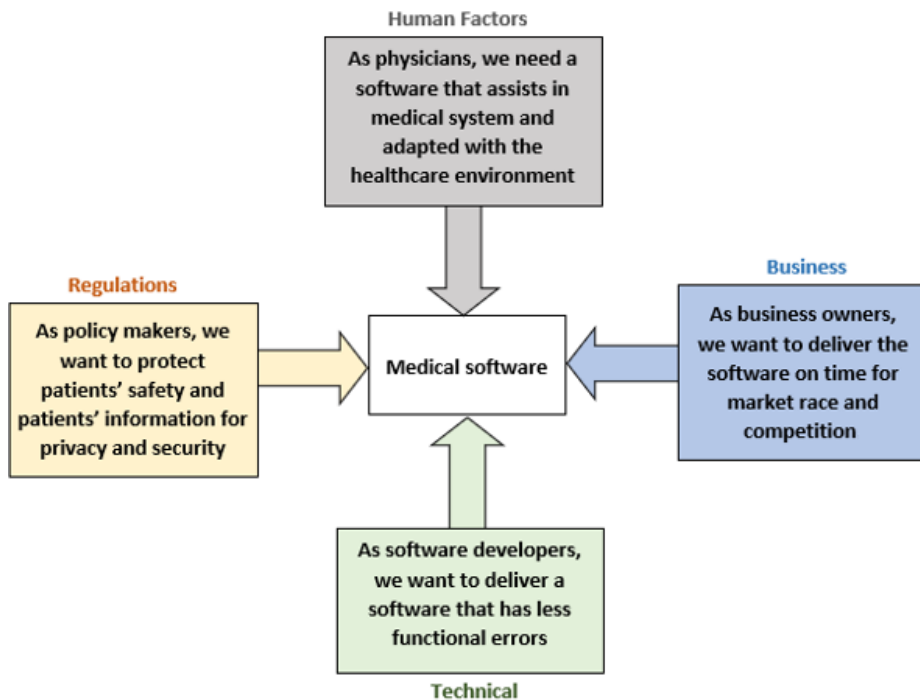 Human Factors
As physicians, we need a
software that assists in
medical system and
adapted with the
healthcare environment
Regulations
As policy makers, we
want to protect
patients’ safety and
patients’ information for
privacy and security
Medical software
Business
As business owners,
we want to deliver the
software on time for
market race and
competition
As software developers,
we want to deliver a
software that has less
functional errors
Technical